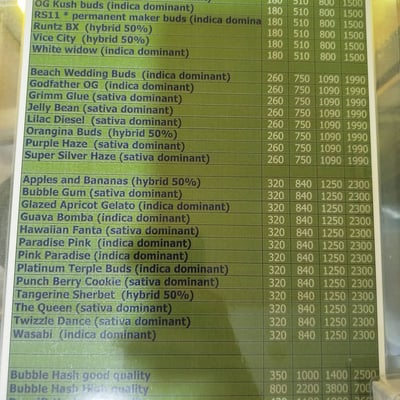 OG Kush buds (indica dominant) 180 510 800 1500
RS11 * permanent maker buds (indica domina 180 510 800 1500
Runtz BX (hybrid 50%) 180 510 800 1500
Vice City (hybrid 50%) 180 510 800 1500
White widow (indica dominant) 180 510 800 1500
Beach Wedding Buds (indica dominant) 260 750 1090 1990
Godfather OG (indica dominant) 260 750 1090 1990
Grimm Glue (sativa dominant) 260 750 1090 1990
Jelly Bean (sativa dominant) 260 750 1090 1990
Lilac Diesel (sativa dominant) 260 750 1090 1990
Orangina Buds (hybrid 50%) 260 750 1090 1990
Purple Haze (sativa dominant) 260 750 1090 1990
Super Silver Haze (sativa dominant) 260 750 1090 1990
Apples and Bananas (hybrid 50%) 320 840 1250 2300
Bubble Gum (sativa dominant) 320 840 1250 2300
Glazed Apricot Gelato (indica dominant) 320 840 1250 2300
Guava Bomba (indica dominant) 320 840 1250 2300
Hawaiian Fanta (sativa dominant) 320 840 1250 2300
Paradise Pink (indica dominant) 320 840 1250 2300
Pink Paradise (indica dominant) 320 840 1250 2300
Platinum Terple Buds (indica dominant) 320 840 1250 2300
Punch Berry Cookie (sativa dominant) 320 840 1250 2300
Tangerine Sherbet (hybrid 50%) 320 840 1250 2300
The Queen (sativa dominant) 320 840 1250 2300
Twizzle Dance (sativa dominant) 320 840 1250 2300
Wasabi (indica dominant) 320 840 1250 2300
Bubble Hash good quality 350 1000 1400 2500
Bubble Hash High quality 800 2200 3800 700